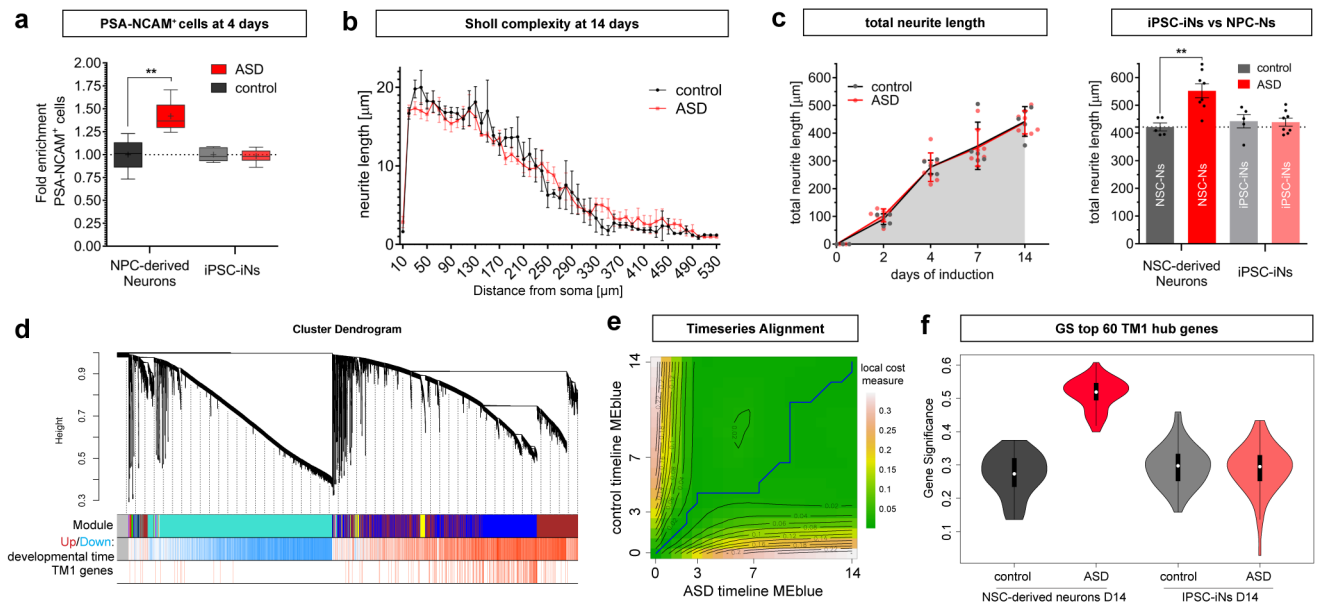 a
PSA-NCAM⁺ cells at 4 days
Fold enrichment
PSA-NCAM⁺ cells
2.00
1.75
1.50
1.25
1.00
0.75
0.50
0.25
0.00
**
ASD
control
NPC-derived
Neurons
iPSC-iNs
b
Sholl complexity at 14 days
neurite length [µm]
20
10
0
control
ASD
10
50
90
130
170
210
250
290
330
370
410
450
490
530
Distance from soma [µm]
c
total neurite length
total neurite length [µm]
600
500
400
300
200
100
0
control
ASD
0
2
4
7
14
days of induction
iPSC-iNs vs NPC-Ns
total neurite length [µm]
600
500
400
300
200
100
0
**
control
ASD
NSC-Ns
NSC-Ns
iPSC-iNs
iPSC-iNs
NSC-derived
Neurons
iPSC-iNs
d
Cluster Dendrogram
Height
0.9
0.7
0.5
0.3
Module
Up/Down:
developmental time
TM1 genes
e
Timeseries Alignment
control timeline MEblue
14
7
3
0
0
3
7
14
ASD timeline MEblue
0.02
0.04
0.06
0.08
local cost
measure
0.3
0.25
0.2
0.15
0.1
0.05
f
GS top 60 TM1 hub genes
Gene Significance
0.6
0.5
0.4
0.3
0.2
0.1
control
ASD
control
ASD
NSC-derived neurons D14
IPSC-iNs D14